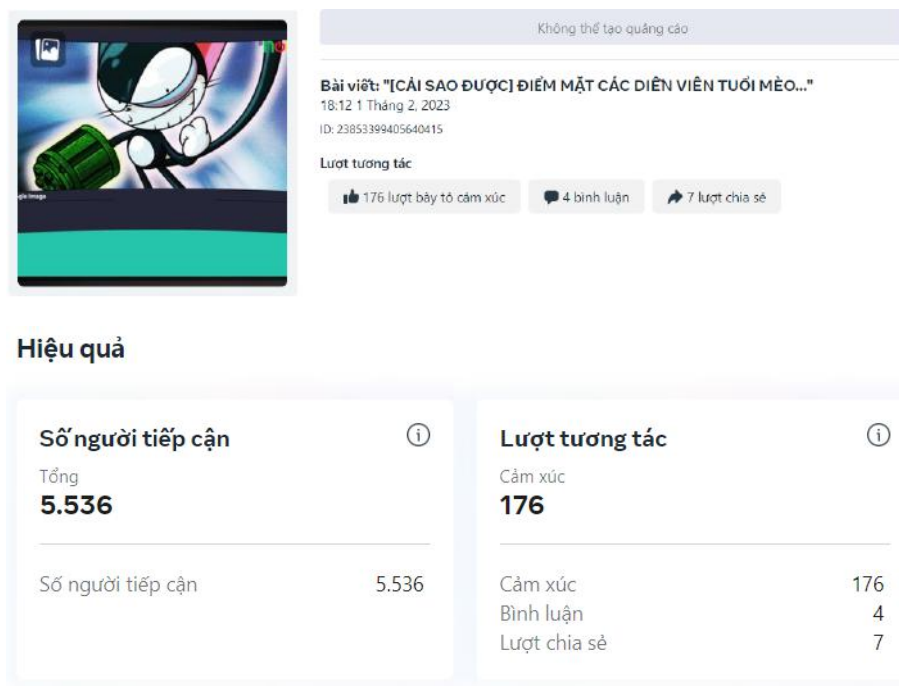 Không thể tạo quảng cáo
Bài viết: "[CẢI SAO ĐƯỢC] ĐIỂM MẶT CÁC DIỄN VIÊN TUỔI MÈO..."
18:12 1 Tháng 2, 2023
ID: 23853399405640415
Lượt tương tác
176 lượt bày tỏ cảm xúc
4 bình luận
7 lượt chia sẻ
Hiệu quả
Số người tiếp cận
Tổng
5.536
Số người tiếp cận 5.536
Lượt tương tác
Cảm xúc
176
Cảm xúc 176
Bình luận 4
Lượt chia sẻ 7